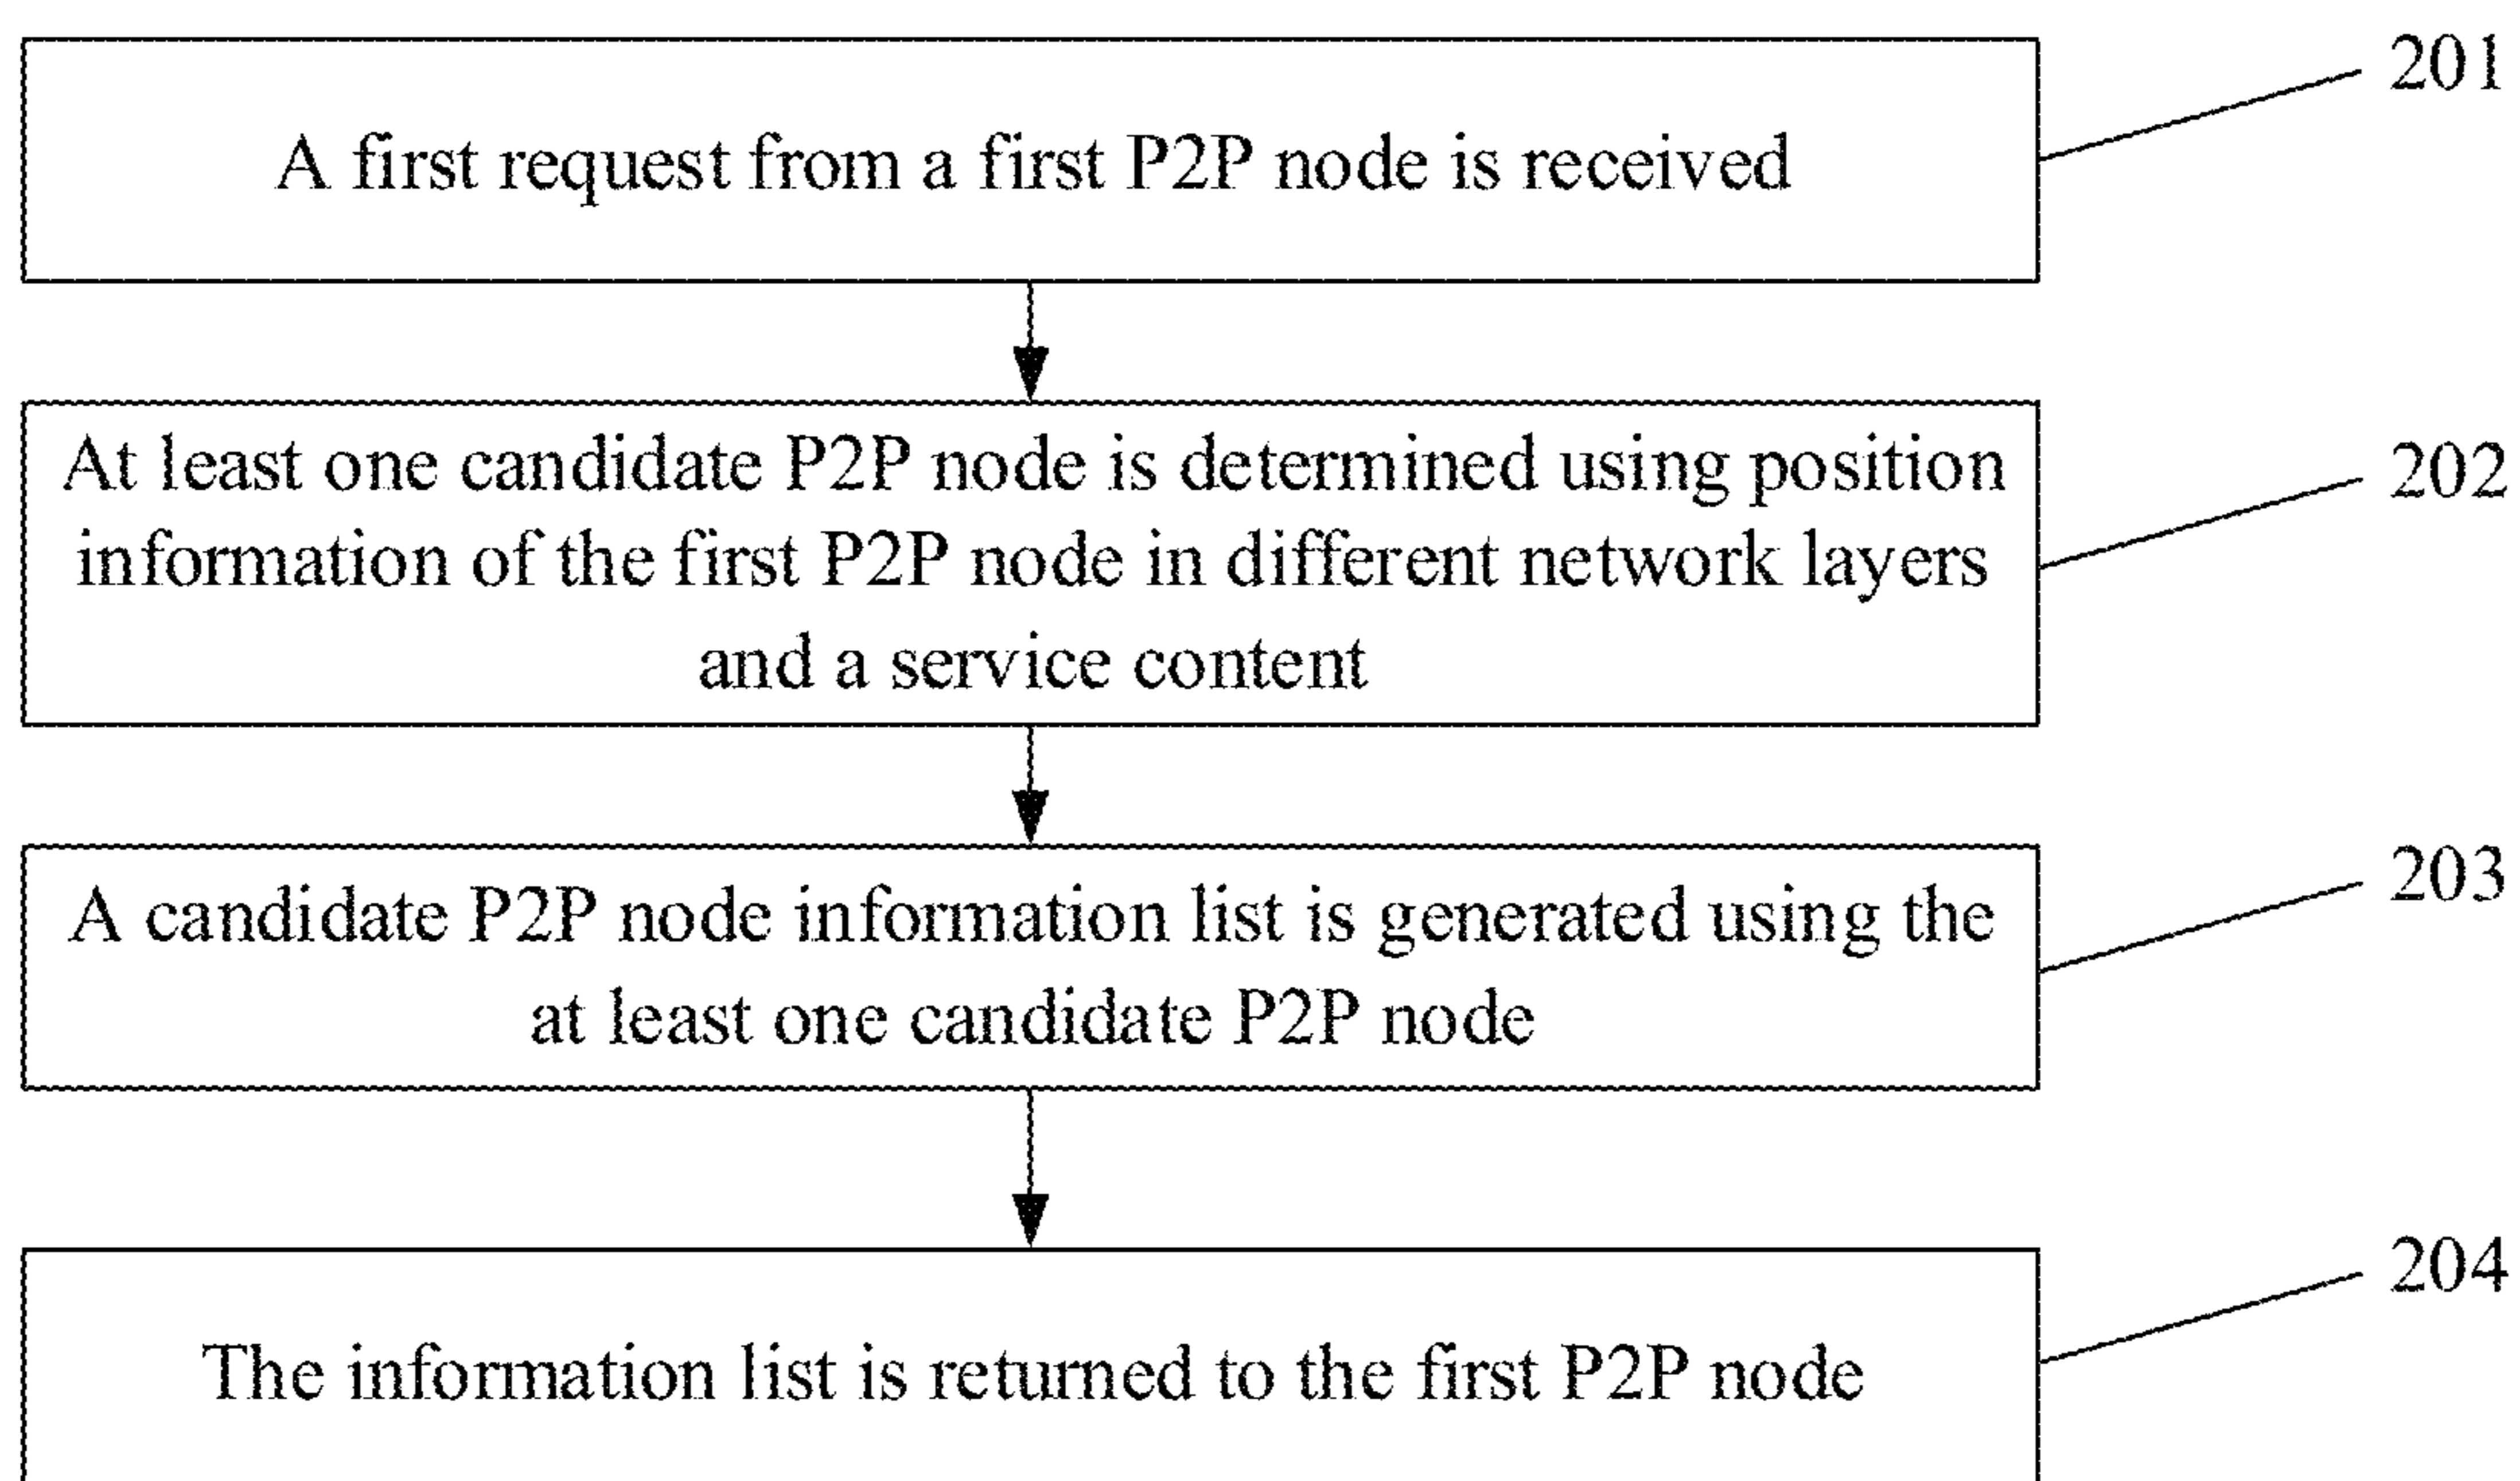 201
A first request from a first P2P node is received
202
At least one candidate P2P node is determined using position
information of the first P2P node in different network layers
and a service content
203
A candidate P2P node information list is generated using the
at least one candidate P2P node
204
The information list is returned to the first P2P node